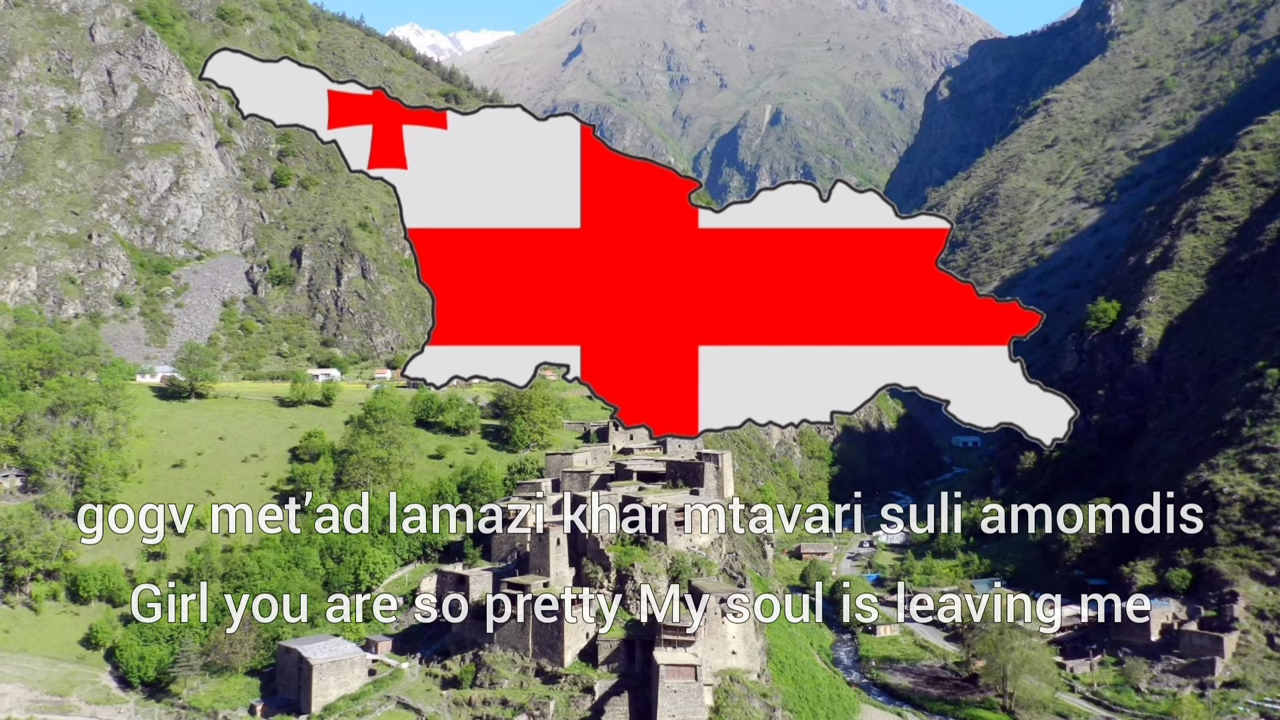 gogv met’ad lamazi khar mtavari suli amomdis
Girl you are so pretty My soul is leaving me